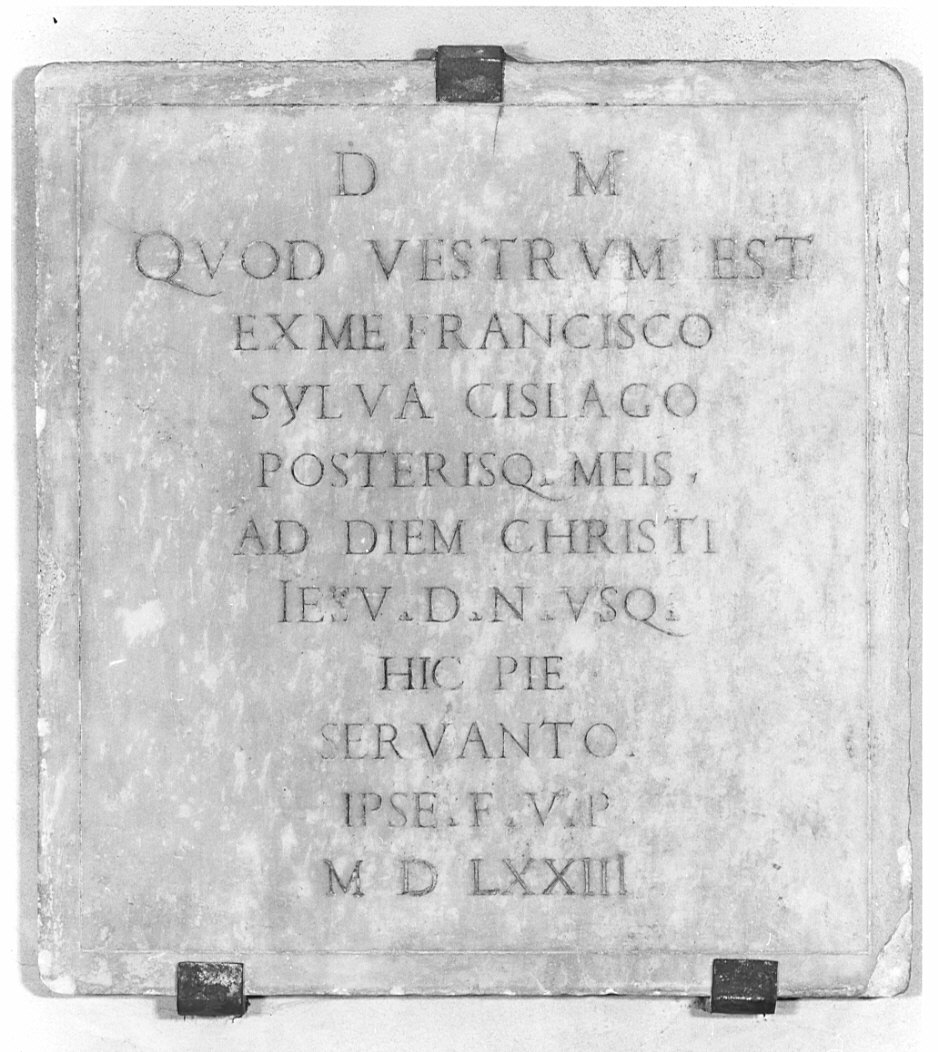 D M
QVOD VESTRVM EST
EX ME FRANCISCO
SYLVA CISLAGO
POSTERISQ. MEIS,
AD DIEM CHRISTI
IESV.D.N.VSQ.
HIC PIE
SERVANTO.
IPSE.F.V.P
M D LXXIIII